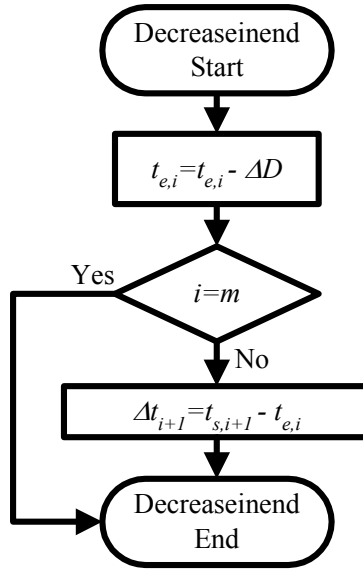 Decreaseinend
Start
t_{e,i}=t_{e,i} - ΔD
Yes
i=m
No
Δt_{i+1}=t_{s,i+1} - t_{e,i}
Decreaseinend
End